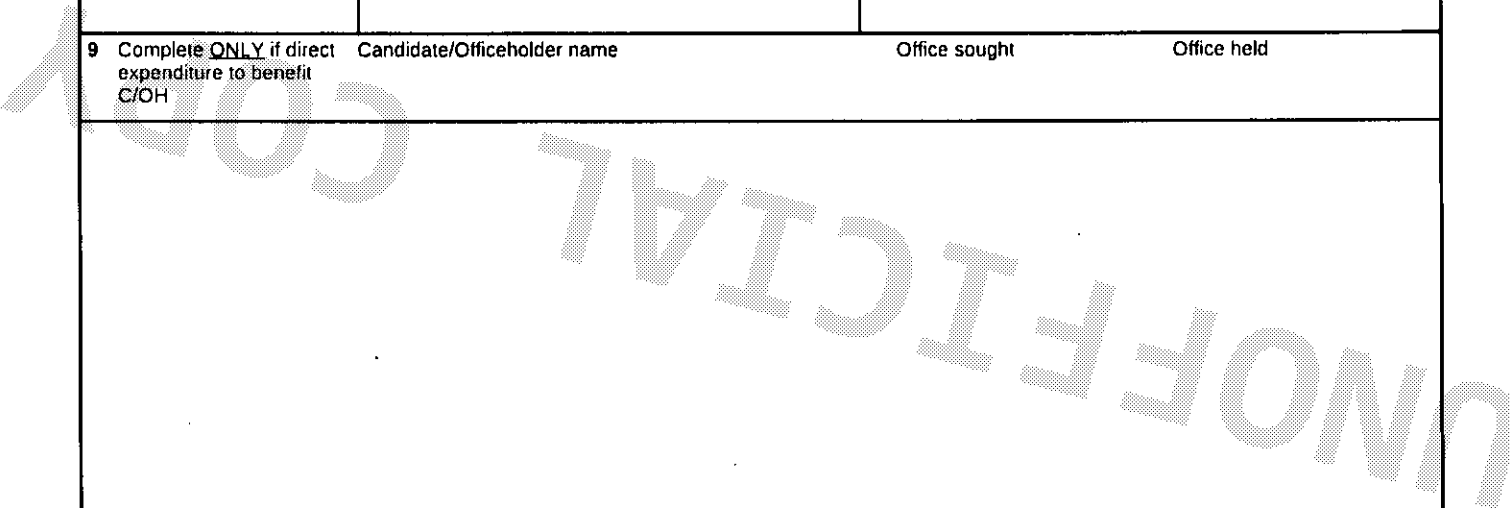 9 Complete ONLY if direct expenditure to benefit C/OH
Candidate/Officeholder name
Office sought
Office held
UNOFFICIAL COPY